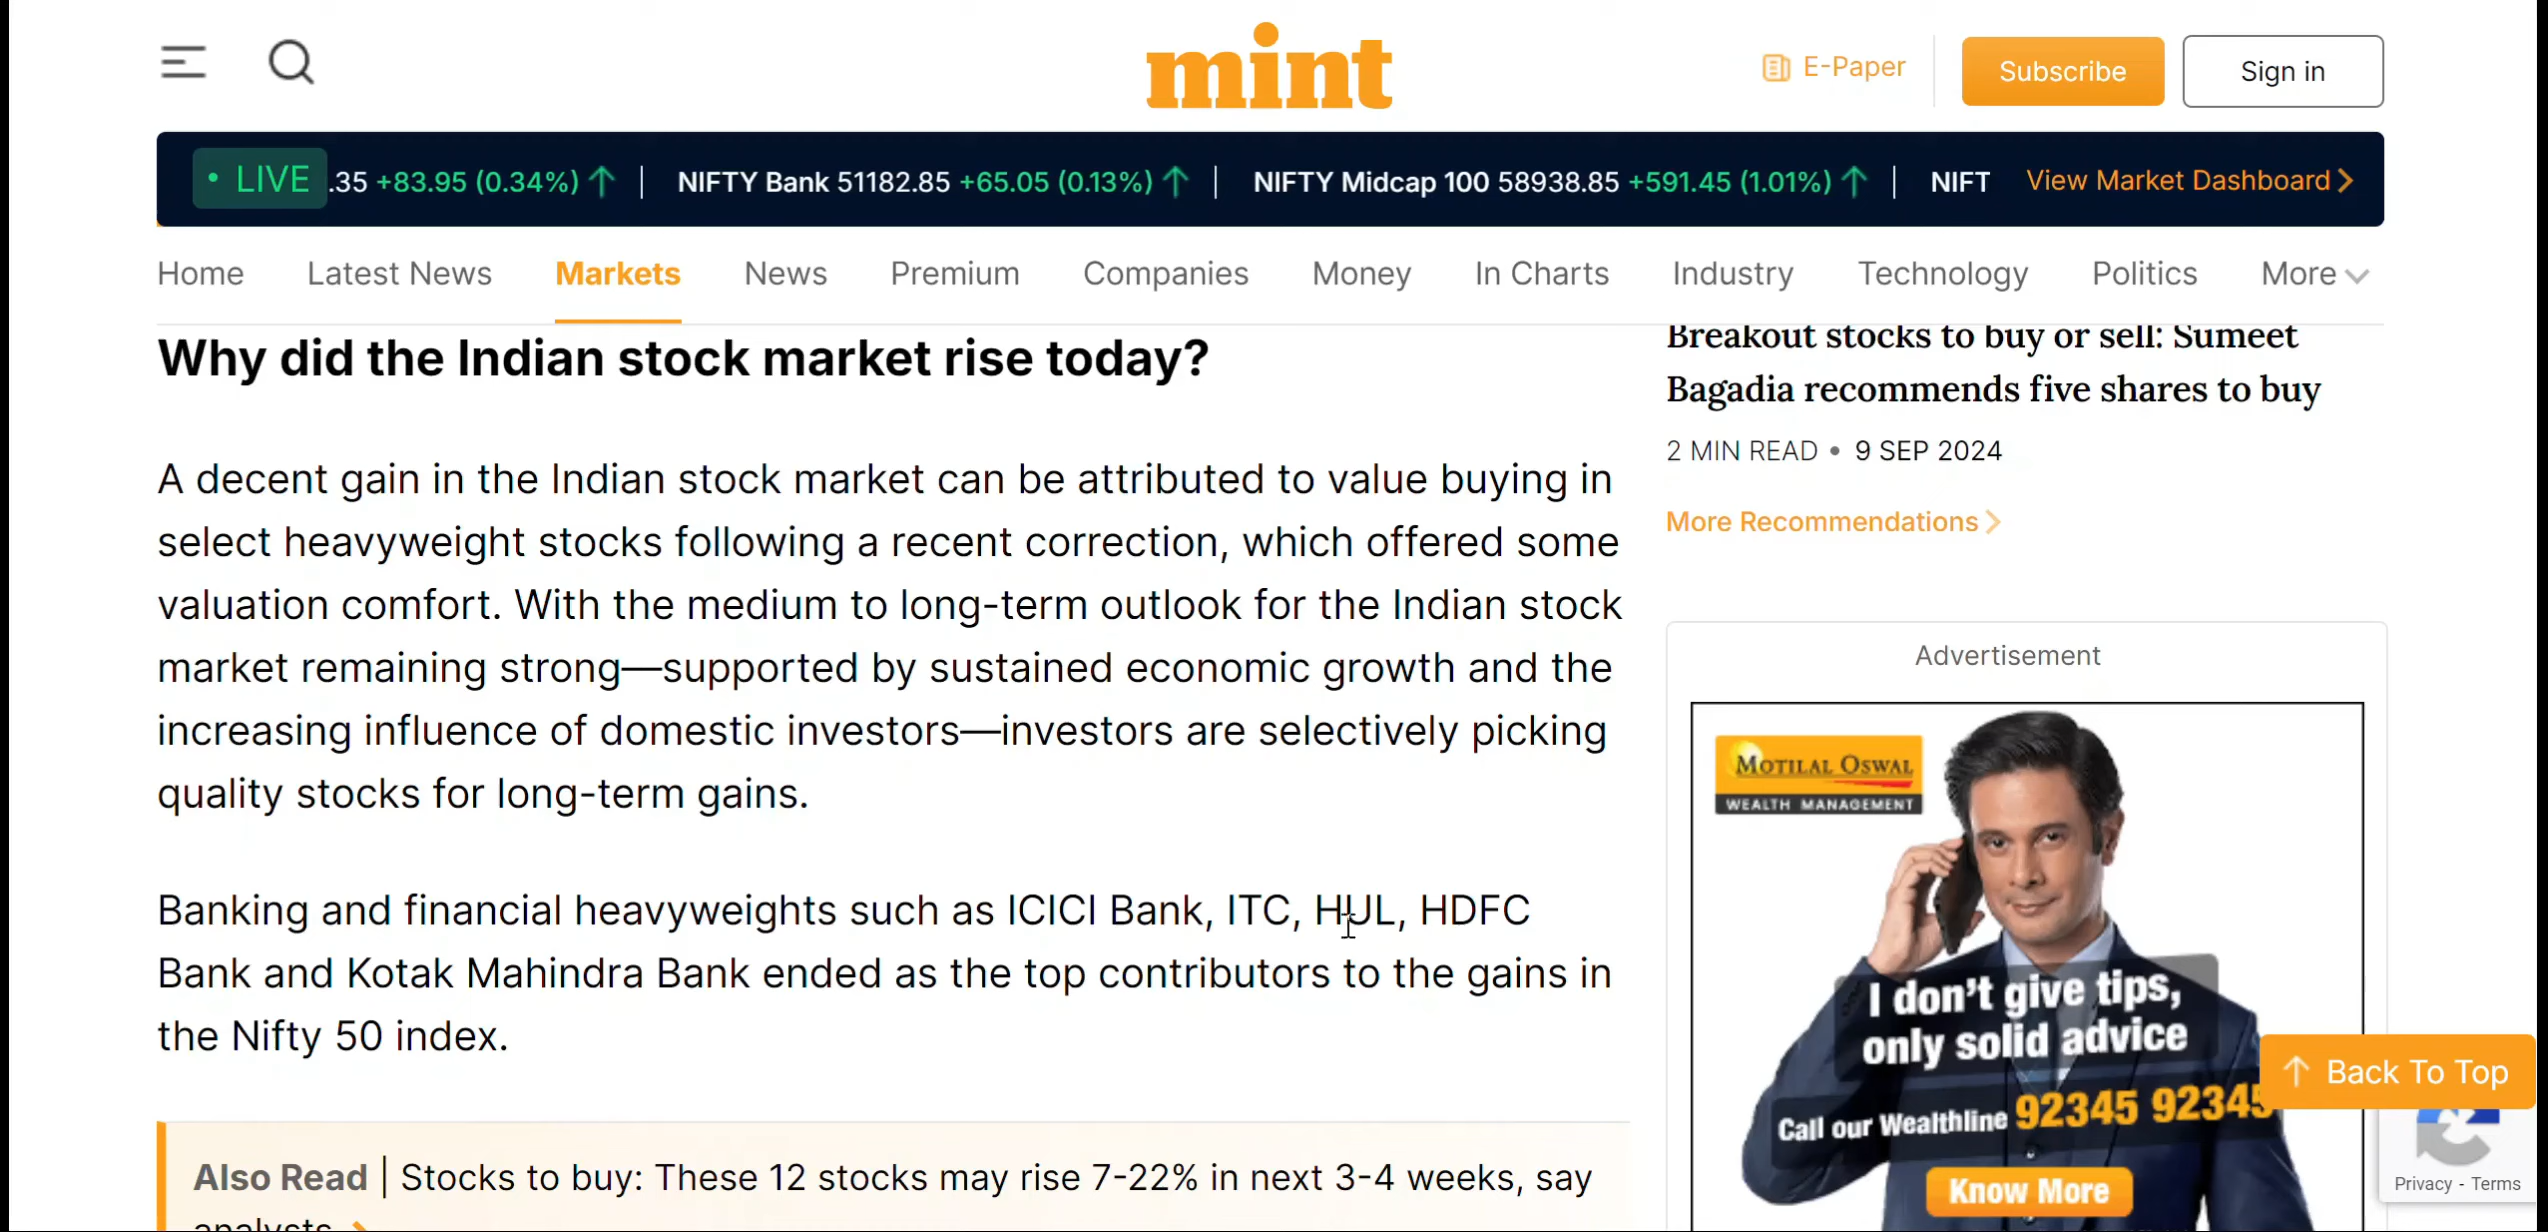 mint
E-Paper
Subscribe
Sign in
• LIVE .35 +83.95 (0.34%) ↑ | NIFTY Bank 51182.85 +65.05 (0.13%) ↑ | NIFTY Midcap 100 58938.85 +591.45 (1.01%) ↑ | NIFT View Market Dashboard
Home Latest News Markets News Premium Companies Money In Charts Industry Technology Politics More
Why did the Indian stock market rise today?
A decent gain in the Indian stock market can be attributed to value buying in
select heavyweight stocks following a recent correction, which offered some
valuation comfort. With the medium to long-term outlook for the Indian stock
market remaining strong—supported by sustained economic growth and the
increasing influence of domestic investors—investors are selectively picking
quality stocks for long-term gains.
Banking and financial heavyweights such as ICICI Bank, ITC, HUL, HDFC
Bank and Kotak Mahindra Bank ended as the top contributors to the gains in
the Nifty 50 index.
Also Read | Stocks to buy: These 12 stocks may rise 7-22% in next 3-4 weeks, say
analysts
Breakout stocks to buy or sell: Sumeet
Bagadia recommends five shares to buy
2 MIN READ • 9 SEP 2024
More Recommendations
Advertisement
MOTILAL OSWAL
WEALTH MANAGEMENT
I don't give tips,
only solid advice
Call our Wealthline 92345 92345
Know More
Back To Top
Privacy - Terms